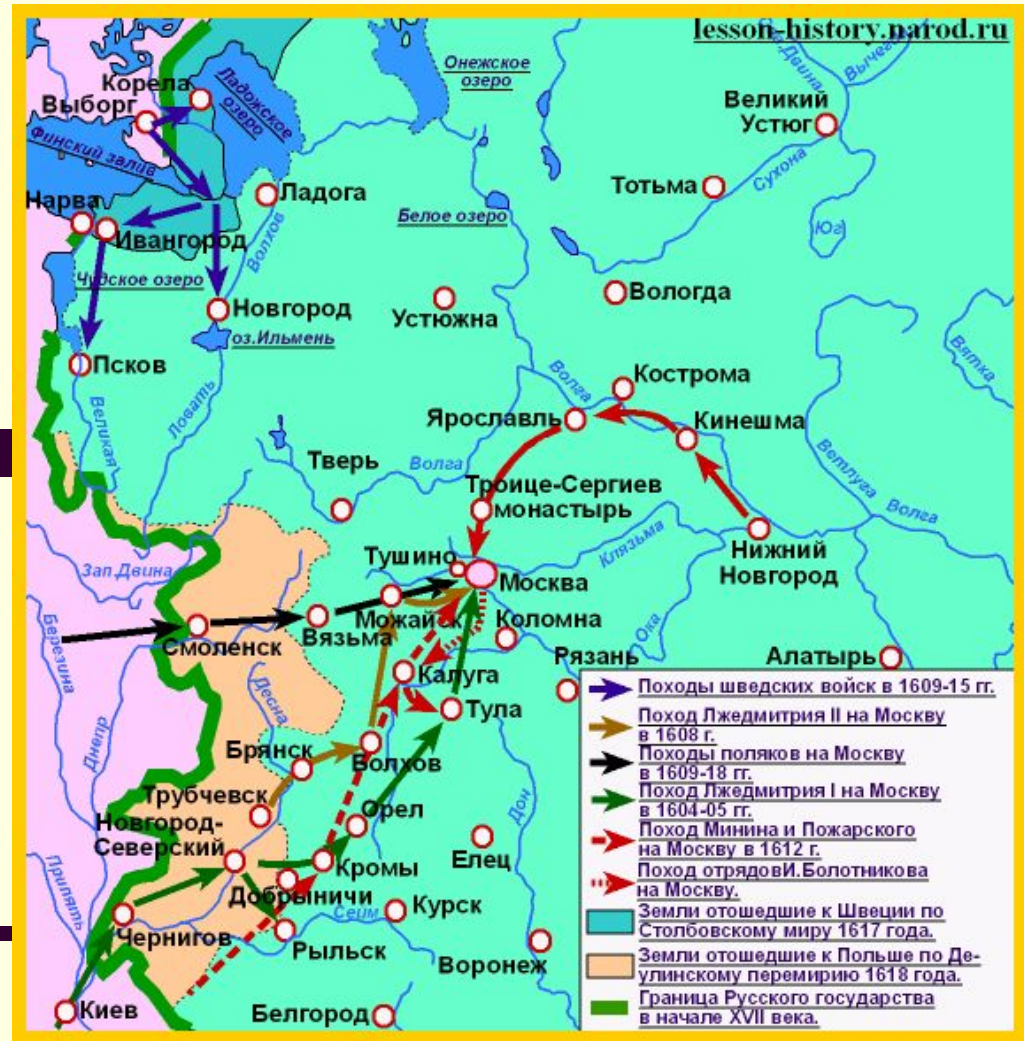 lesson-history.narod.ru
Сев.Двина
Вычегда
Онежское
озеро
Корела
Выборг
Ладожское
озеро
Великий
Устюг
Финский залив
Сухона
Тотьма
Ладога
Нарва
Белое озеро
Юг
Ивангород
Волхов
Чудское озеро
Вологда
Новгород
Устюжна
оз.Ильмень
Псков
Вятка
Кострома
Волга
Великая
Ловать
Ярославль
Кинешма
Тверь
Волга
Ветлуга
Волга
Троице-Сергиев
монастырь
Клязьма
Нижний
Новгород
Тушино
Зап.Двина
Москва
Можайск
Вязьма
Коломна
Смоленск
Березина
Ока
Рязань
Алатырь
Калуга
Десна
Тула
Днепр
Брянск
Волхов
Трубчевск
Дон
Новгород-
Северский
Орел
Елец
Кромы
Добрыничи
Припять
Сейм
Курск
Чернигов
Рыльск
Воронеж
Киев
Белгород
Походы шведских войск в 1609-15 гг.
Поход Лжедмитрия II на Москву
в 1608 г.
Походы поляков на Москву
в 1609-18 гг.
Поход Лжедмитрия I на Москву
в 1604-05 гг.
Поход Минина и Пожарского
на Москву в 1612 г.
Поход отрядовИ.Болотникова
на Москву.
Земли отошедшие к Швеции по
Столбовскому миру 1617 года.
Земли отошедшие к Польше по Де-
улинскому перемирию 1618 года.
Граница Русского государства
в начале XVII века.